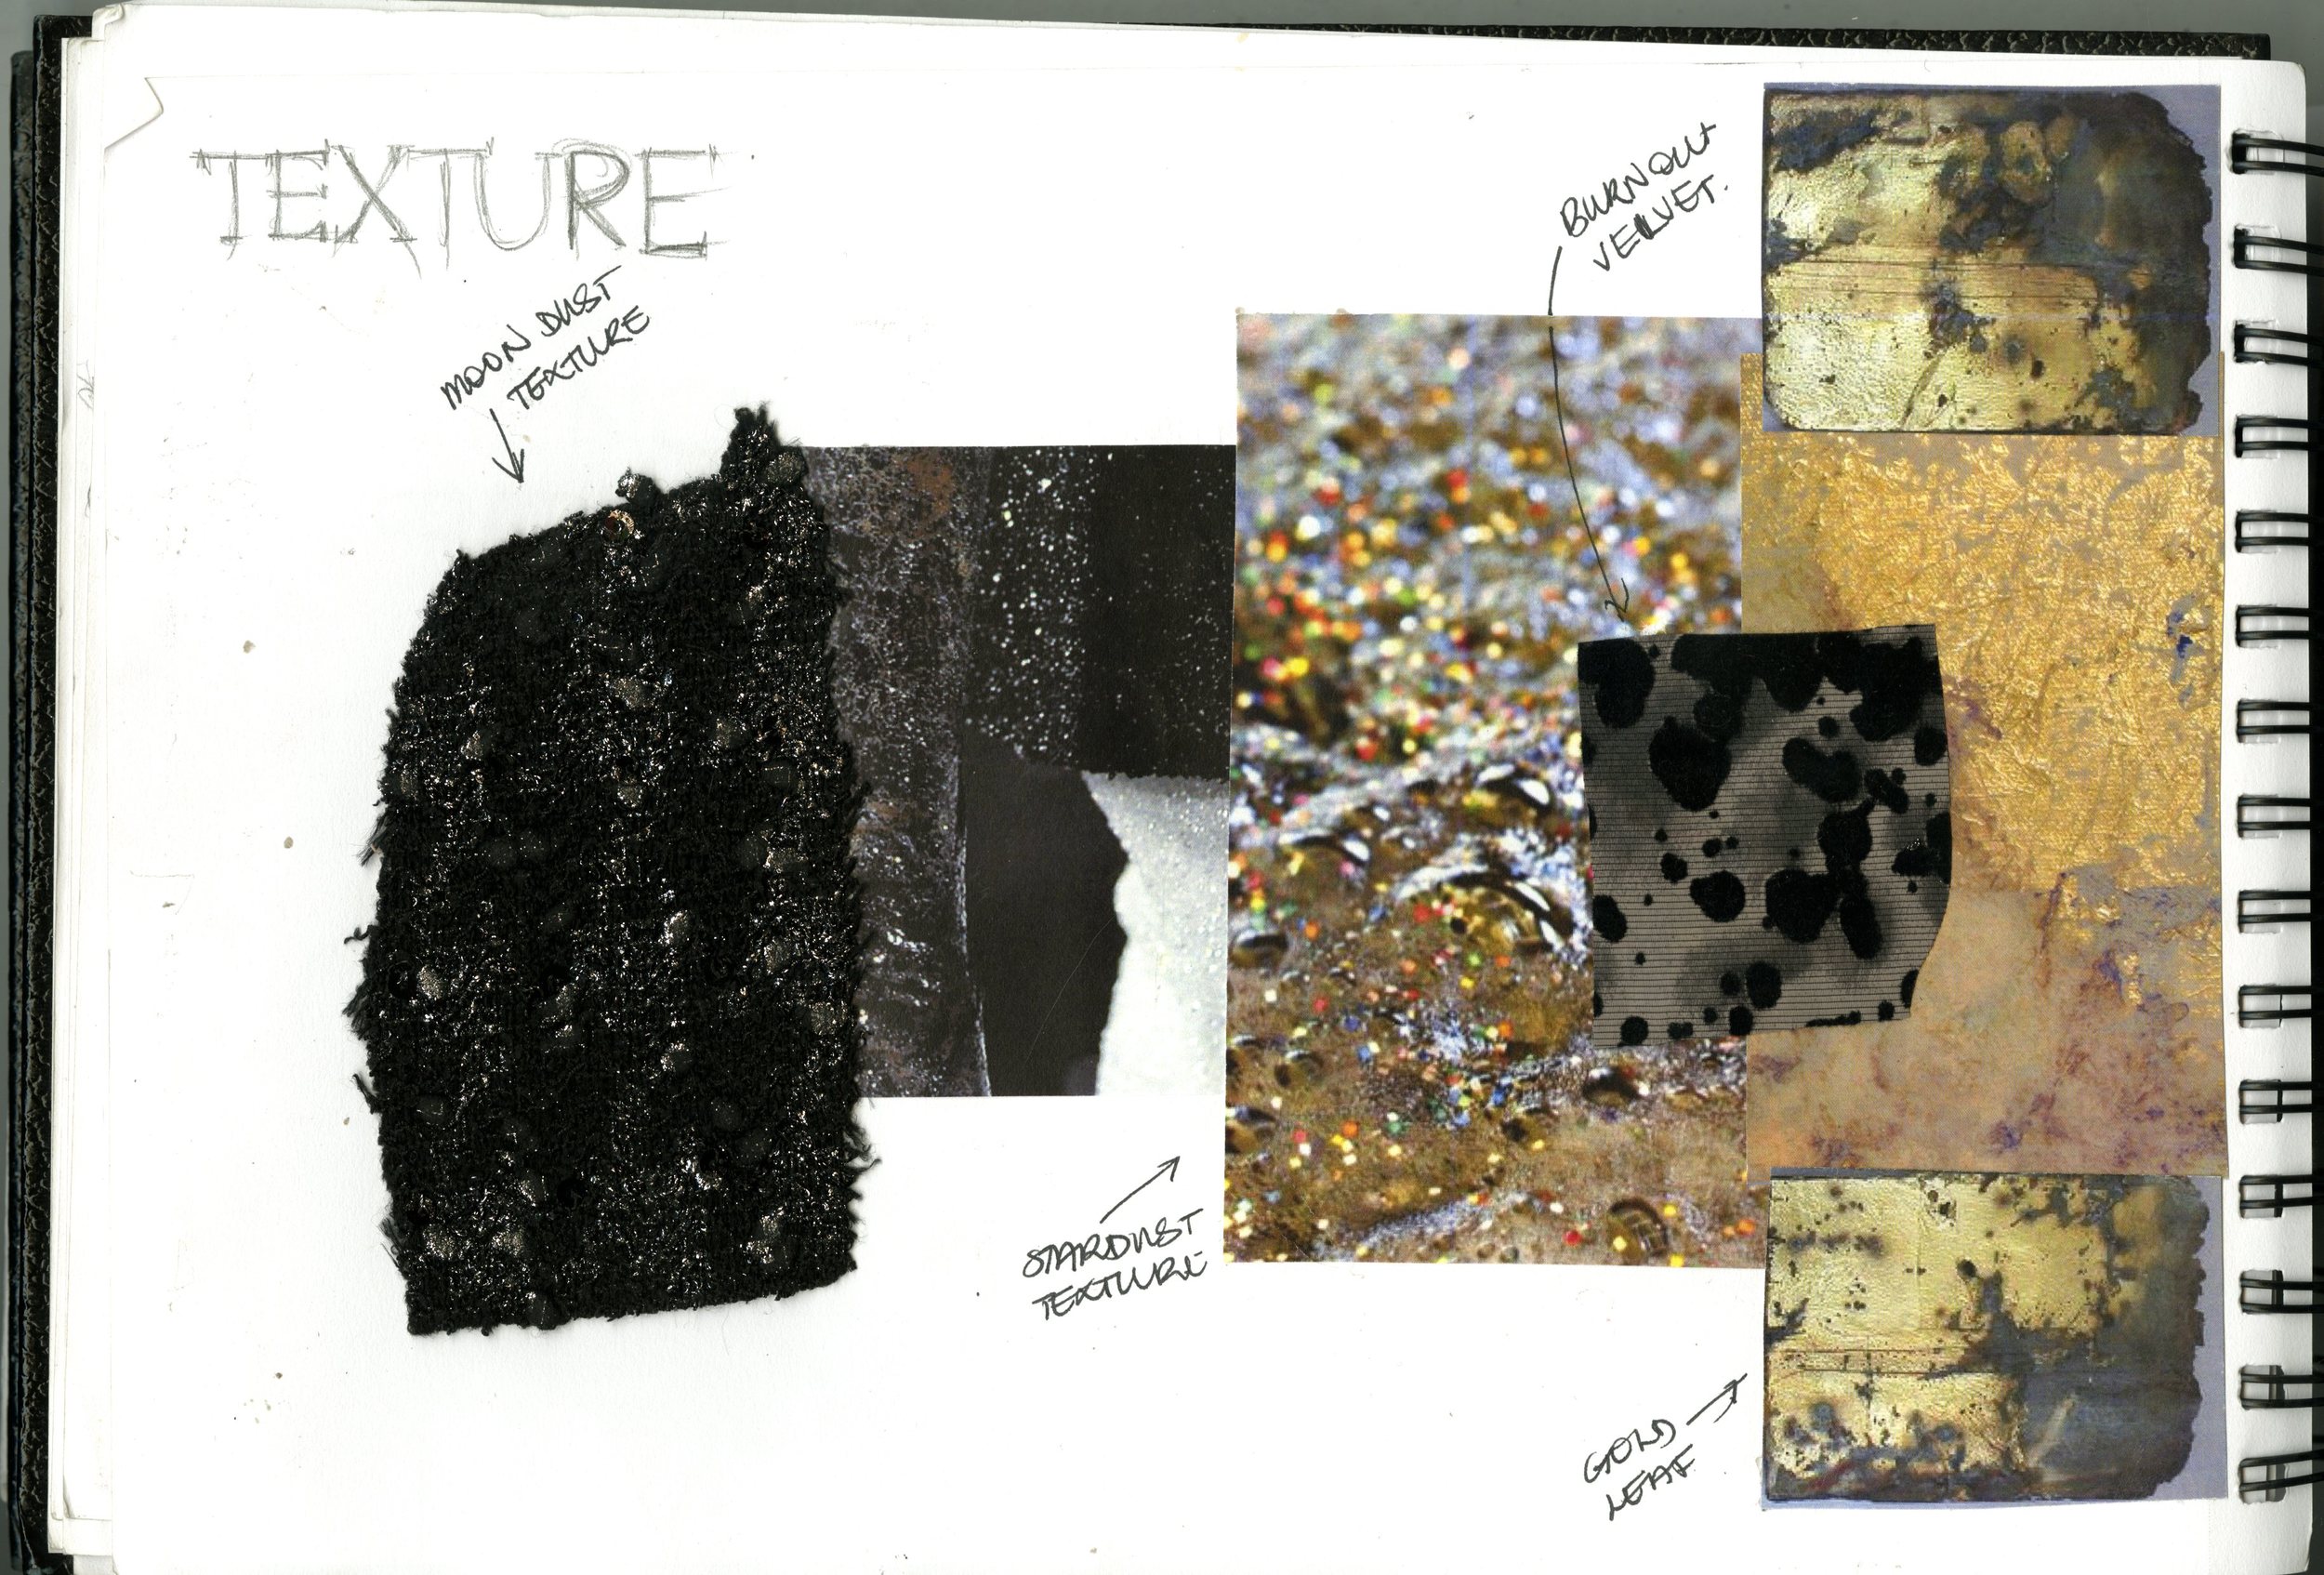 TEXTURE
MOON DUST
TEXTURE
BURNOUT
VELVET.
STARDUST
TEXTURE
GOLD
LEAF